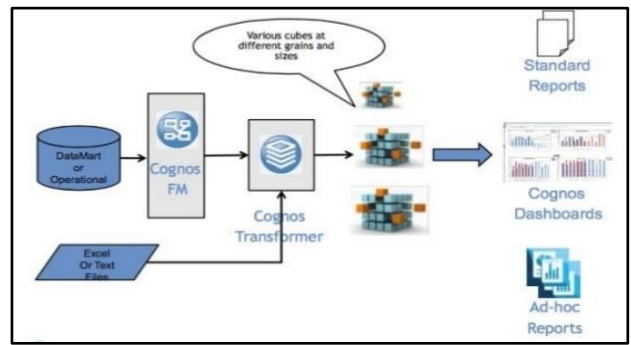 Various cubes at
different grains and
sizes
Standard
Reports
DataMart
or
Operational
Cognos
FM
Cognos
Transformer
Cognos
Dashboards
Excel
Or Text
Files
Ad-hoc
Reports